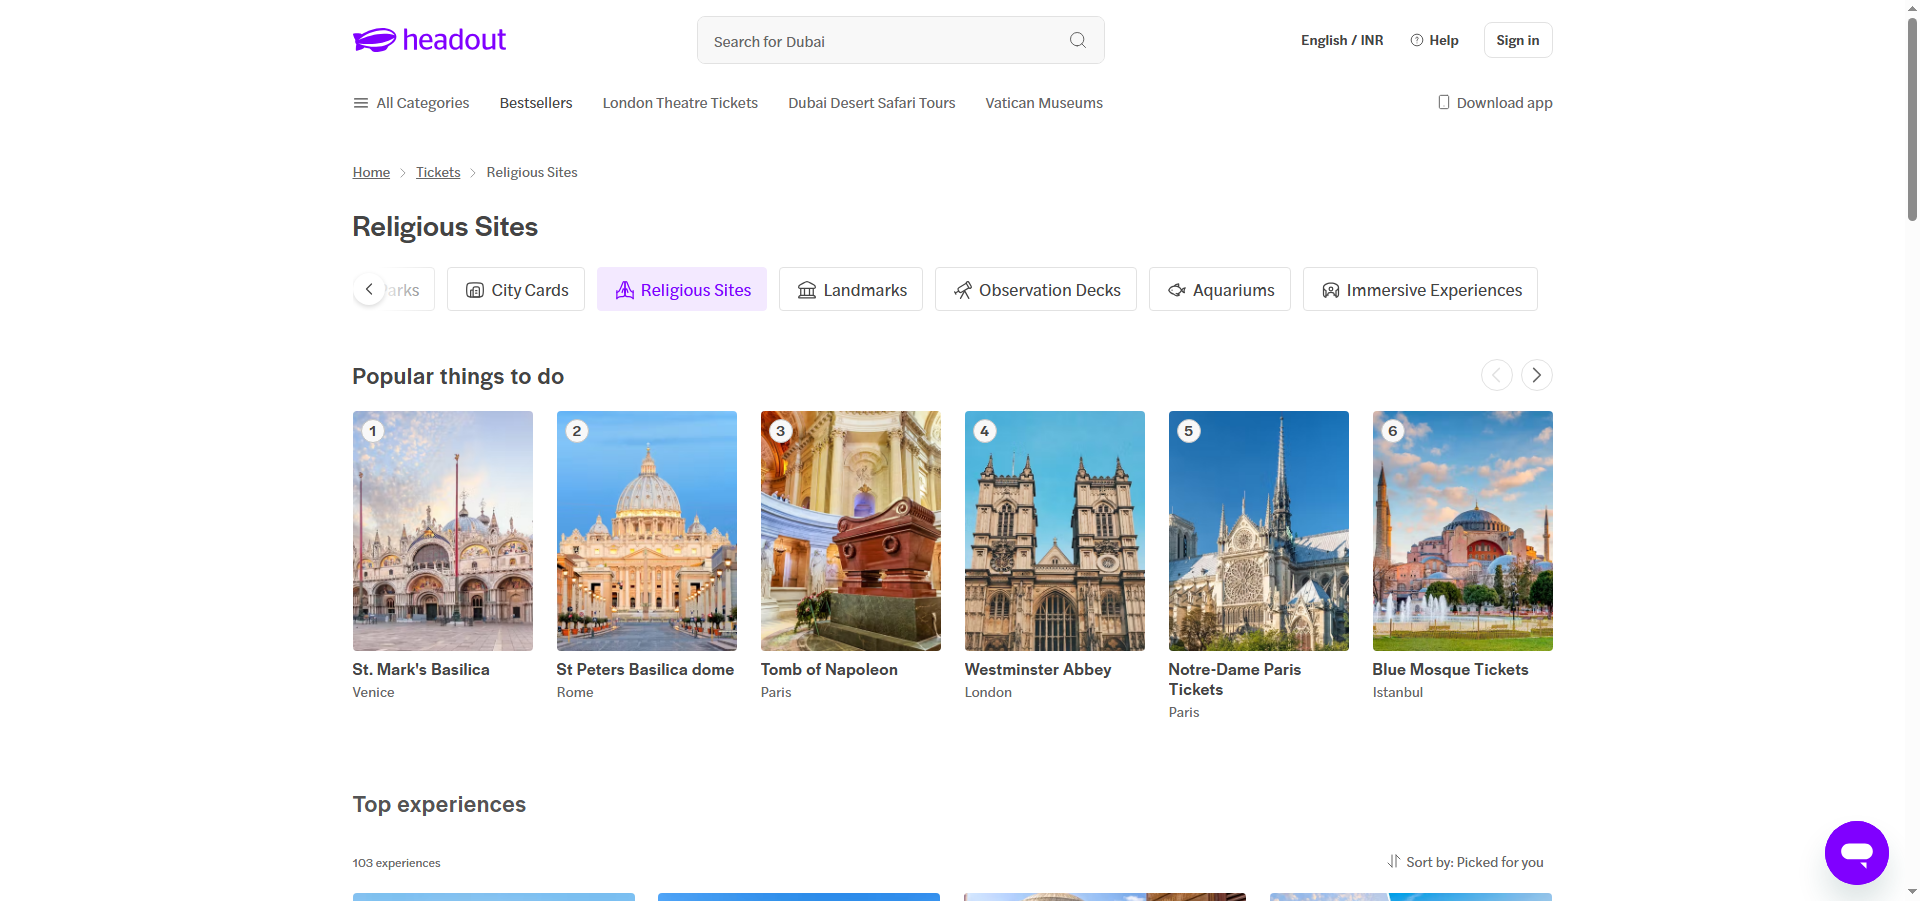 headout
Search for Dubai
English / INR
Help
Sign in
All Categories
Bestsellers
London Theatre Tickets
Dubai Desert Safari Tours
Vatican Museums
Download app
Home
Tickets
Religious Sites
Religious Sites
arks
City Cards
Religious Sites
Landmarks
Observation Decks
Aquariums
Immersive Experiences
Popular things to do
1
2
3
4
5
6
St. Mark's Basilica
Venice
St Peters Basilica dome
Rome
Tomb of Napoleon
Paris
Westminster Abbey
London
Notre-Dame Paris
Tickets
Paris
Blue Mosque Tickets
Istanbul
Top experiences
103 experiences
Sort by: Picked for you